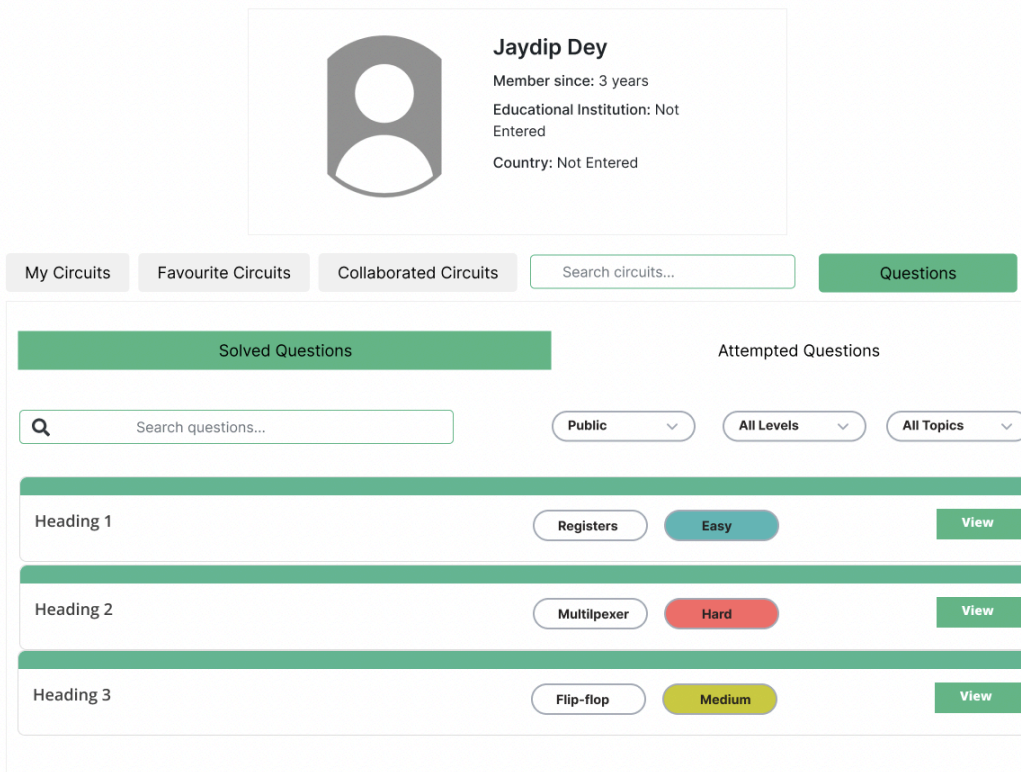 Jaydip Dey
Member since: 3 years
Educational Institution: Not
Entered
Country: Not Entered
My Circuits
Favourite Circuits
Collaborated Circuits
Search circuits...
Questions
Solved Questions
Attempted Questions
Search questions...
Public
All Levels
All Topics
Heading 1
Registers
Easy
View
Heading 2
Multilpexer
Hard
View
Heading 3
Flip-flop
Medium
View